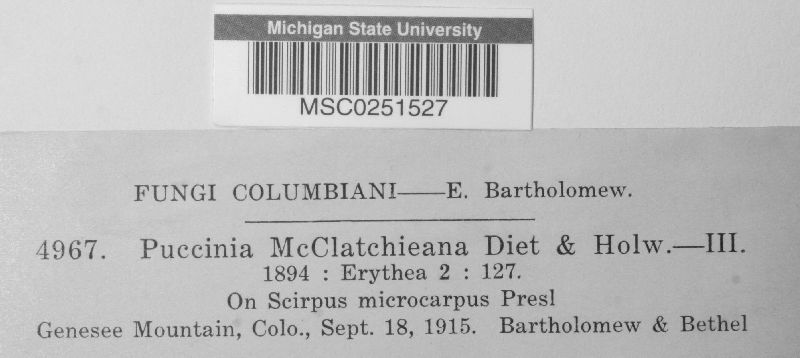 Michigan State University
MSC0251527
FUNGI COLUMBIANI——E. Bartholomew.
4967. Puccinia McClatchieana Diet & Holw.—III.
1894 : Erythea 2 : 127.
On Scirpus microcarpus Presl
Genesee Mountain, Colo., Sept. 18, 1915. Bartholomew & Bethel